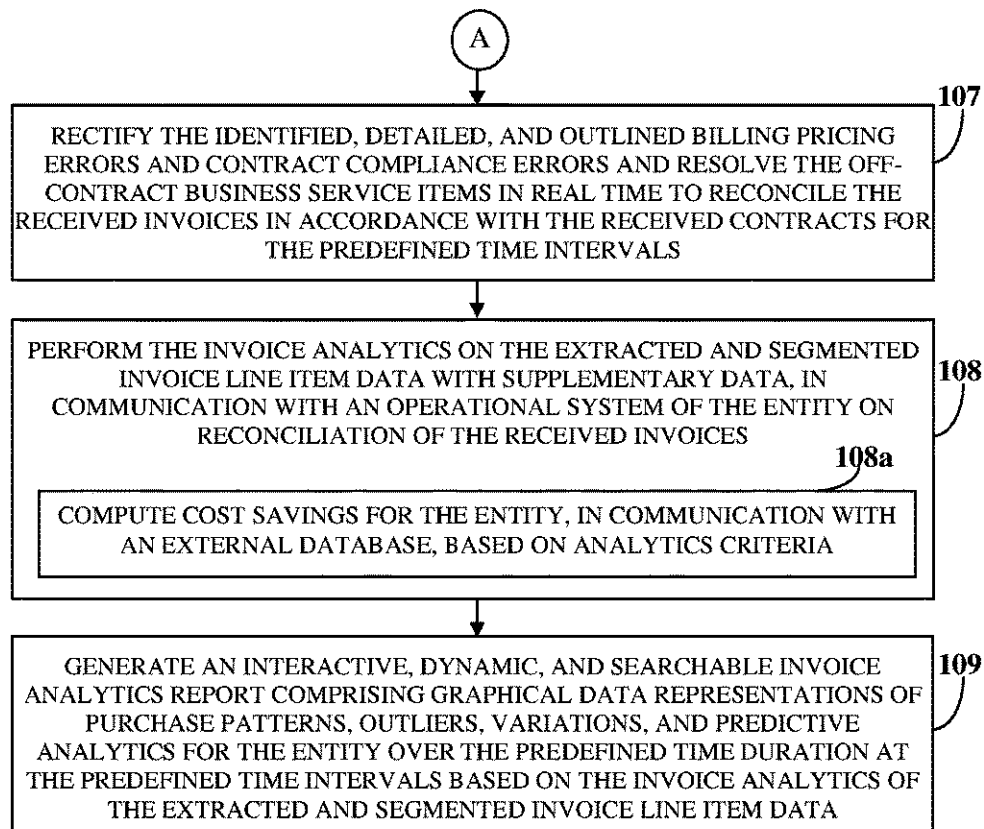 A
107
RECTIFY THE IDENTIFIED, DETAILED, AND OUTLINED BILLING PRICING
ERRORS AND CONTRACT COMPLIANCE ERRORS AND RESOLVE THE OFF-
CONTRACT BUSINESS SERVICE ITEMS IN REAL TIME TO RECONCILE THE
RECEIVED INVOICES IN ACCORDANCE WITH THE RECEIVED CONTRACTS FOR
THE PREDEFINED TIME INTERVALS
PERFORM THE INVOICE ANALYTICS ON THE EXTRACTED AND SEGMENTED
INVOICE LINE ITEM DATA WITH SUPPLEMENTARY DATA, IN
COMMUNICATION WITH AN OPERATIONAL SYSTEM OF THE ENTITY ON
RECONCILIATION OF THE RECEIVED INVOICES
108
108a
COMPUTE COST SAVINGS FOR THE ENTITY, IN COMMUNICATION WITH
AN EXTERNAL DATABASE, BASED ON ANALYTICS CRITERIA
109
GENERATE AN INTERACTIVE, DYNAMIC, AND SEARCHABLE INVOICE
ANALYTICS REPORT COMPRISING GRAPHICAL DATA REPRESENTATIONS OF
PURCHASE PATTERNS, OUTLIERS, VARIATIONS, AND PREDICTIVE
ANALYTICS FOR THE ENTITY OVER THE PREDEFINED TIME DURATION AT
THE PREDEFINED TIME INTERVALS BASED ON THE INVOICE ANALYTICS OF
THE EXTRACTED AND SEGMENTED INVOICE LINE ITEM DATA